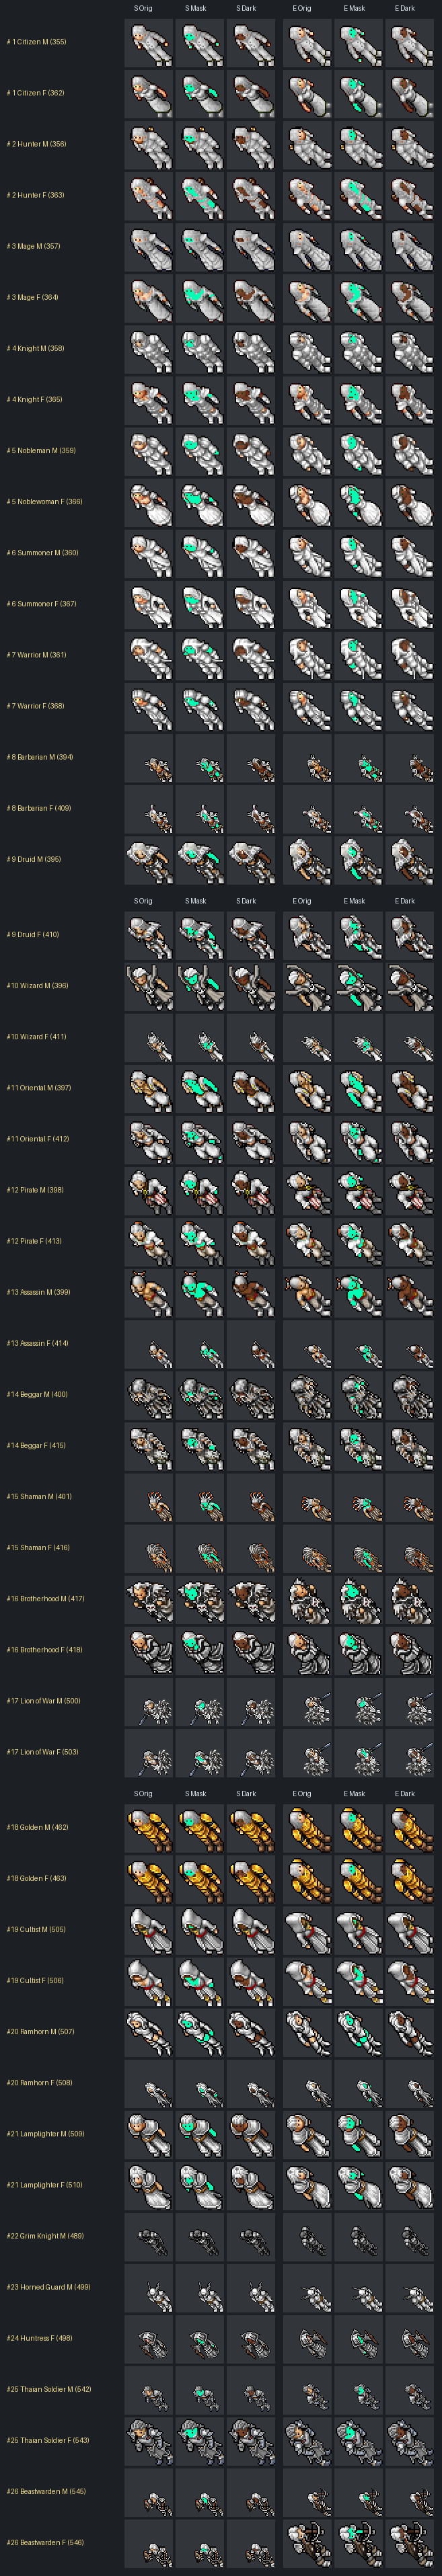 S Orig S Mask S Dark E Orig E Mask E Dark
# 1 Citizen M (355)
# 1 Citizen F (362)
# 2 Hunter M (356)
# 2 Hunter F (363)
# 3 Mage M (357)
# 3 Mage F (364)
# 4 Knight M (358)
# 4 Knight F (365)
# 5 Nobleman M (359)
# 5 Noblewoman F (366)
# 6 Summoner M (360)
# 6 Summoner F (367)
# 7 Warrior M (361)
# 7 Warrior F (368)
# 8 Barbarian M (394)
# 8 Barbarian F (409)
# 9 Druid M (395)
S Orig S Mask S Dark E Orig E Mask E Dark
# 9 Druid F (410)
#10 Wizard M (396)
#10 Wizard F (411)
#11 Oriental M (397)
#11 Oriental F (412)
#12 Pirate M (398)
#12 Pirate F (413)
#13 Assassin M (399)
#13 Assassin F (414)
#14 Beggar M (400)
#14 Beggar F (415)
#15 Shaman M (401)
#15 Shaman F (416)
#16 Brotherhood M (417)
#16 Brotherhood F (418)
#17 Lion of War M (500)
#17 Lion of War F (503)
S Orig S Mask S Dark E Orig E Mask E Dark
#18 Golden M (462)
#18 Golden F (463)
#19 Cultist M (505)
#19 Cultist F (506)
#20 Ramhorn M (507)
#20 Ramhorn F (508)
#21 Lamplighter M (509)
#21 Lamplighter F (510)
#22 Grim Knight M (489)
#23 Horned Guard M (499)
#24 Huntress F (498)
#25 Thaian Soldier M (542)
#25 Thaian Soldier F (543)
#26 Beastwarden M (545)
#26 Beastwarden F (546)